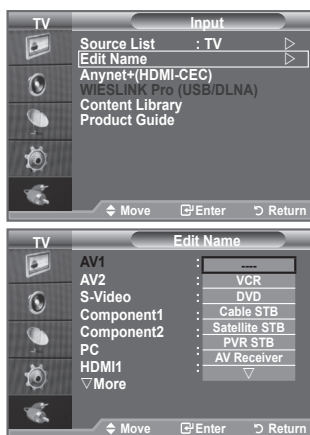 TV Input
Source List : TV ▷
Edit Name ▷
Anynet+(HDMI-CEC)
WIESLINK Pro (USB/DLNA)
Content Library
Product Guide
Move Enter Return
TV Edit Name
AV1 : ----
AV2 : VCR
S-Video : DVD
Component1 : Cable STB
Component2 : Satellite STB
PC : PVR STB
HDMI1 : AV Receiver
▽More ▽
Move Enter Return